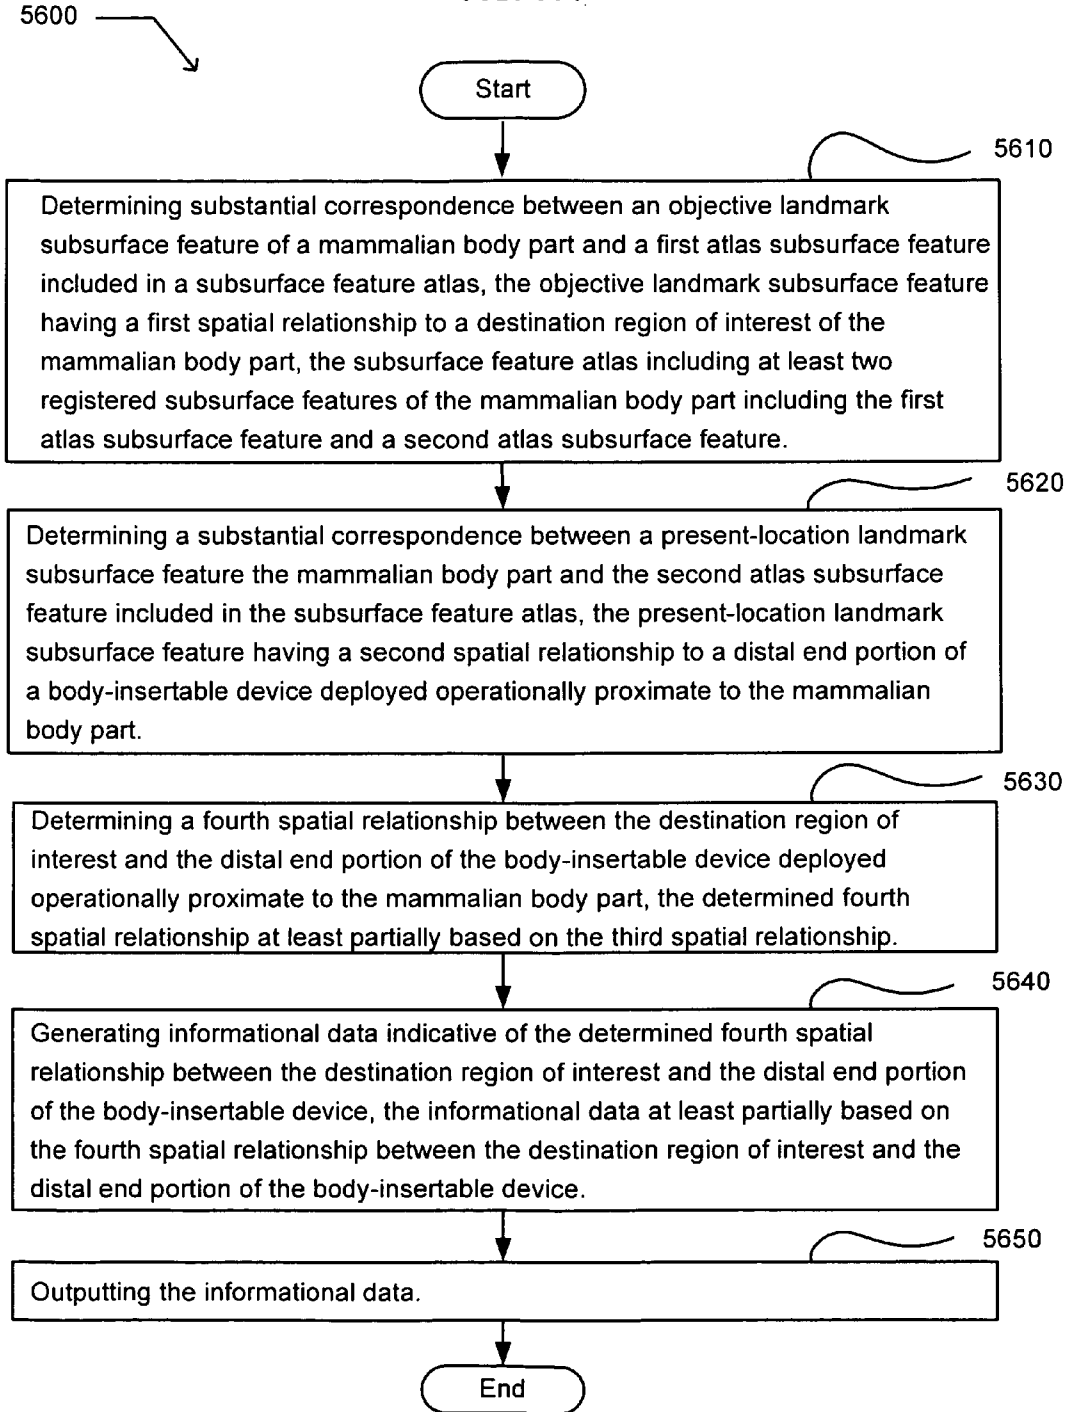 5600
Start
5610
Determining substantial correspondence between an objective landmark
subsurface feature of a mammalian body part and a first atlas subsurface feature
included in a subsurface feature atlas, the objective landmark subsurface feature
having a first spatial relationship to a destination region of interest of the
mammalian body part, the subsurface feature atlas including at least two
registered subsurface features of the mammalian body part including the first
atlas subsurface feature and a second atlas subsurface feature.
5620
Determining a substantial correspondence between a present-location landmark
subsurface feature the mammalian body part and the second atlas subsurface
feature included in the subsurface feature atlas, the present-location landmark
subsurface feature having a second spatial relationship to a distal end portion of
a body-insertable device deployed operationally proximate to the mammalian
body part.
5630
Determining a fourth spatial relationship between the destination region of
interest and the distal end portion of the body-insertable device deployed
operationally proximate to the mammalian body part, the determined fourth
spatial relationship at least partially based on the third spatial relationship.
5640
Generating informational data indicative of the determined fourth spatial
relationship between the destination region of interest and the distal end portion
of the body-insertable device, the informational data at least partially based on
the fourth spatial relationship between the destination region of interest and the
distal end portion of the body-insertable device.
5650
Outputting the informational data.
End